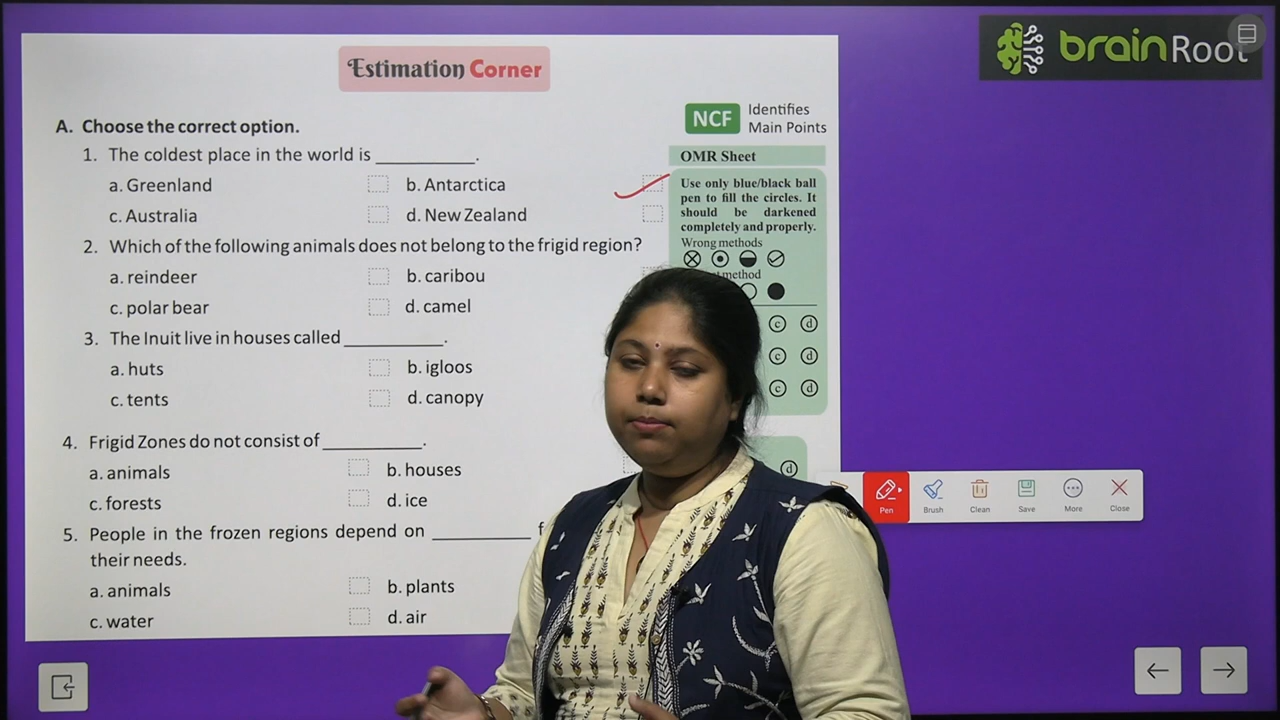 brainRoot
Estimation Corner
NCF Identifies
Main Points
A. Choose the correct option.
1. The coldest place in the world is __________.
a. Greenland b. Antarctica
c. Australia d. New Zealand
2. Which of the following animals does not belong to the frigid region?
a. reindeer b. caribou
c. polar bear d. camel
3. The Inuit live in houses called __________.
a. huts b. igloos
c. tents d. canopy
4. Frigid Zones do not consist of __________.
a. animals b. houses
c. forests d. ice
5. People in the frozen regions depend on __________
their needs.
a. animals b. plants
c. water d. air
OMR Sheet
Use only blue/black ball
pen to fill the circles. It
should be darkened
completely and properly.
Wrong methods
method
c d
c d
c d
d
Pen Brush Clean Save More Close